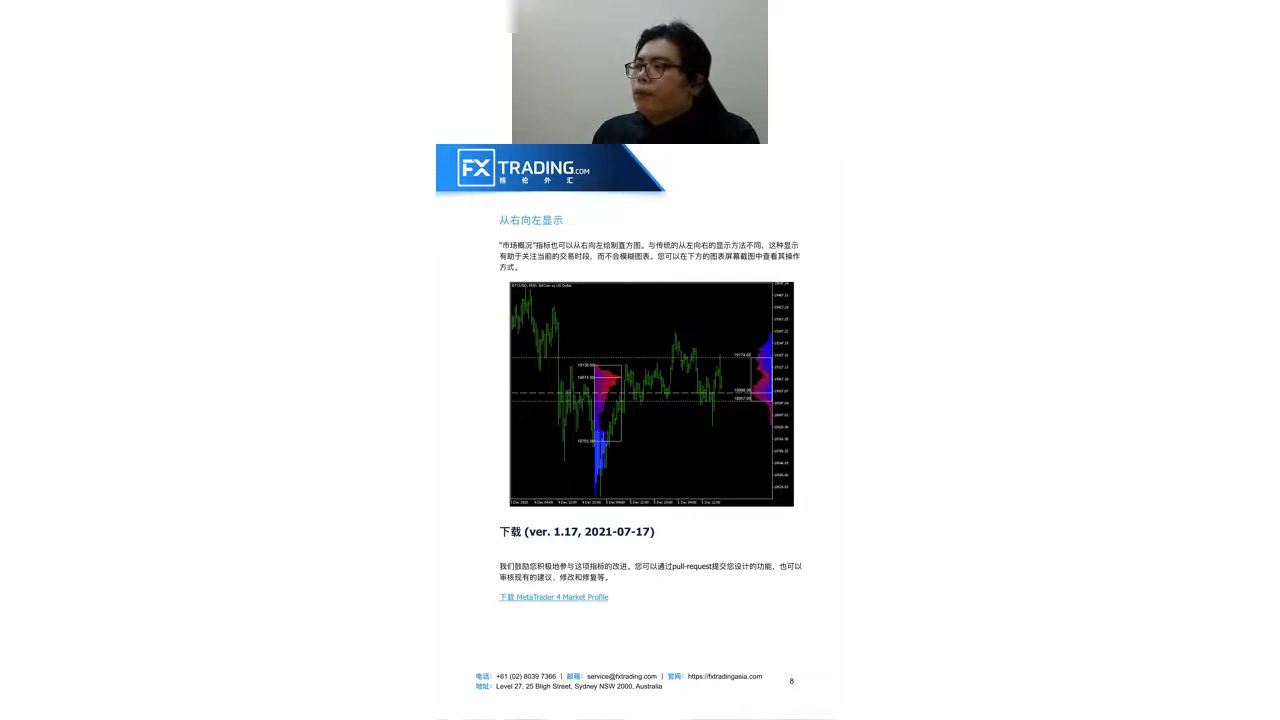 FX TRADING.COM
格 伦 外 汇
从右向左显示
“市场概况”指标也可以从右向左绘制直方图。与传统的从左向右的显示方法不同，这种显示
有助于关注当前的交易时段，而不会模糊图表。您可以在下方的图表屏幕截图中查看其操作
方式。
下载 (ver. 1.17, 2021-07-17)
我们鼓励您积极地参与这项指标的改进。您可以通过pull-request提交您设计的功能，也可以
审核现有的建议、修改和修复等。
下载 MetaTrader 4 Market Profile
电话：+61 (02) 8039 7366 | 邮箱：service@fxtrading.com | 官网：https://fxtradingasia.com
地址：Level 27, 25 Bligh Street, Sydney NSW 2000, Australia
8